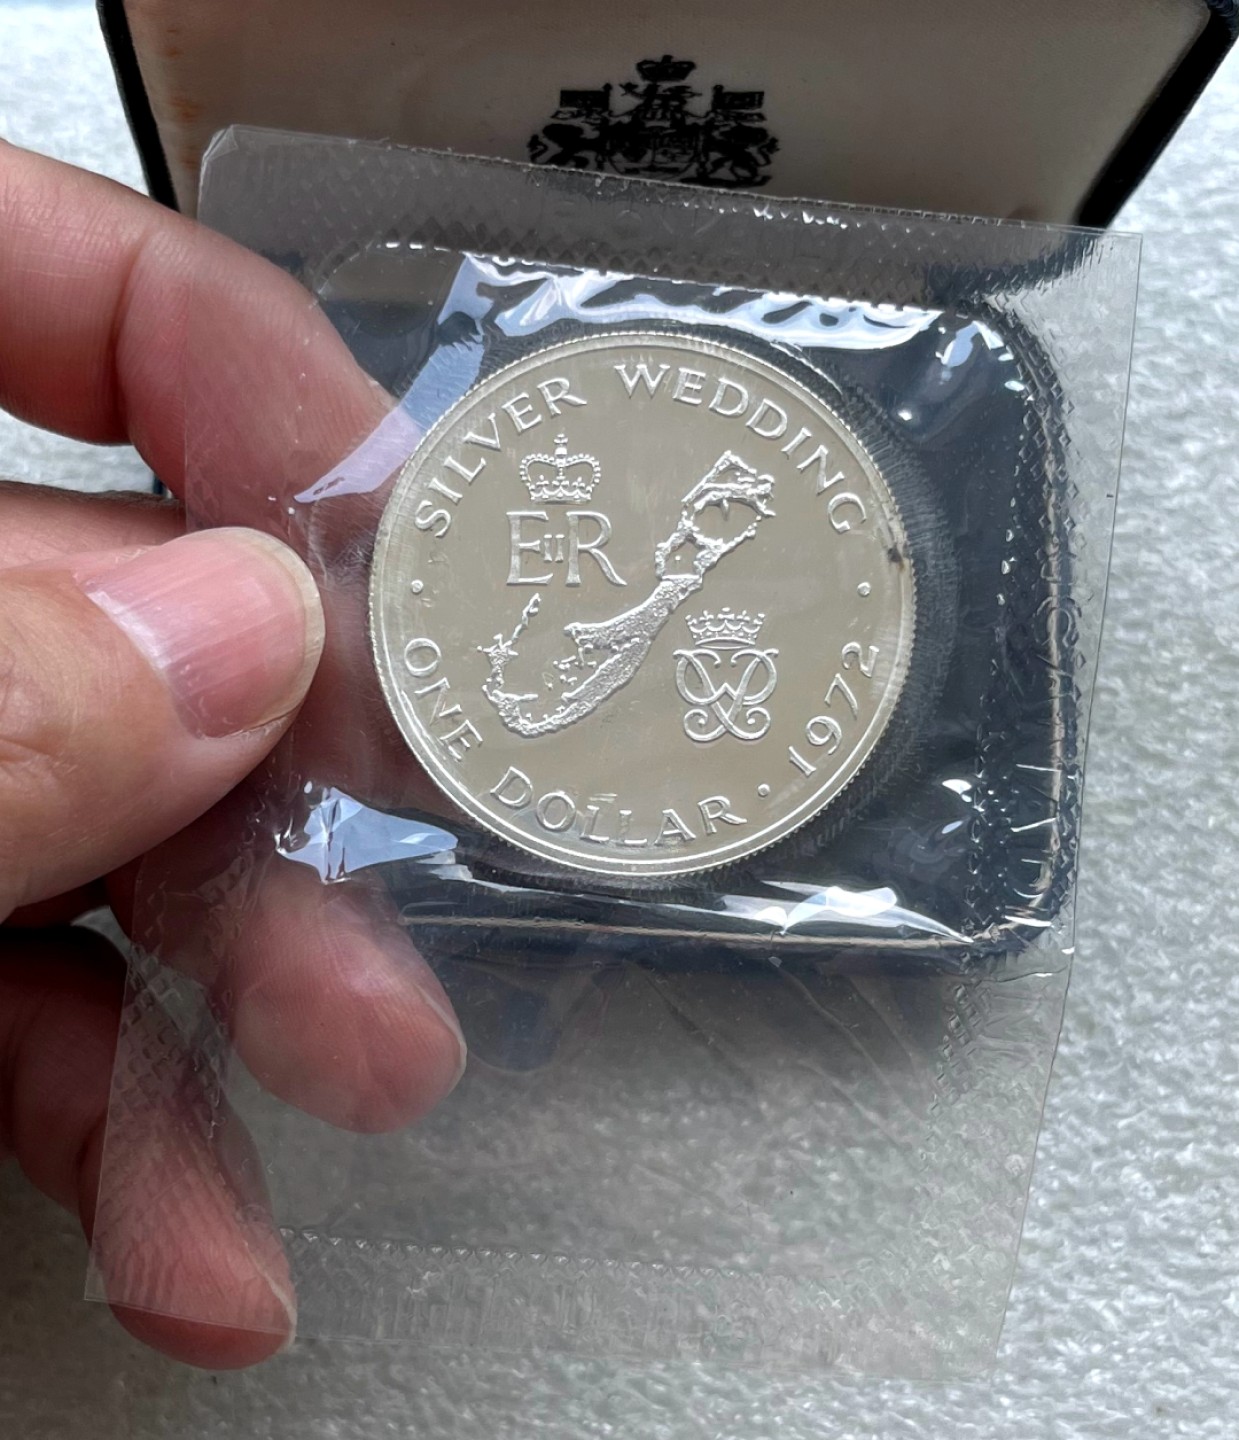 SILVER WEDDING
EIIR
P
ONE DOLLAR · 1972